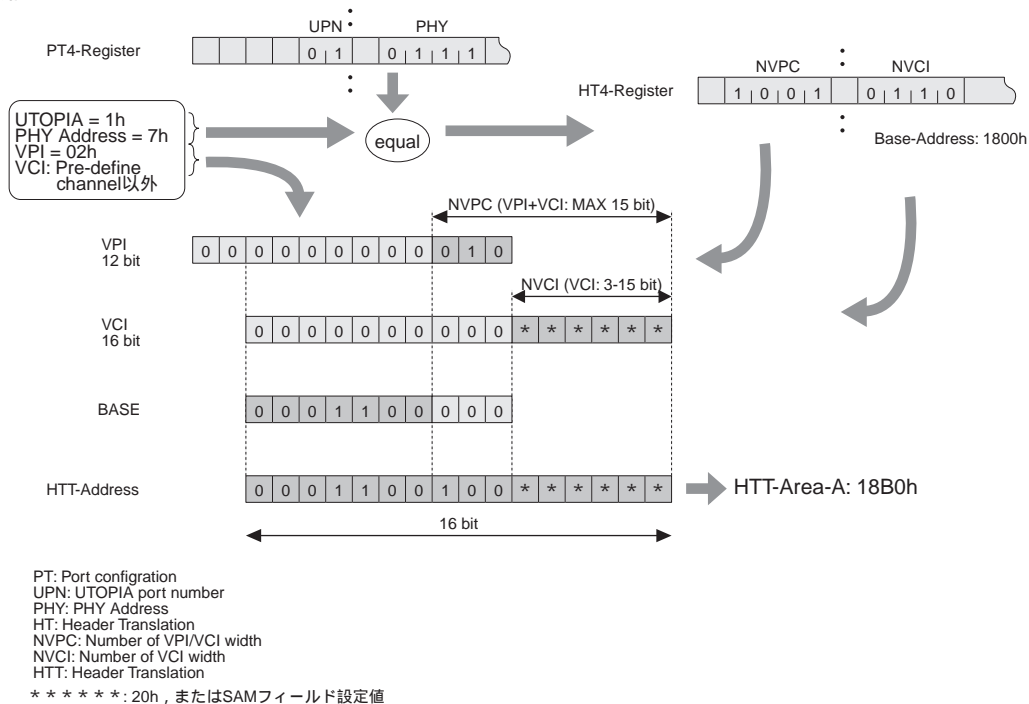 UPN PHY
PT4-Register 0 1 0 1 1 1
NVPC NVCI
HT4-Register 1 0 0 1 0 1 1 0
Base-Address: 1800h
UTOPIA = 1h
PHY Address = 7h
VPI = 02h
VCI: Pre-define
channel以外
equal
NVPC (VPI+VCI: MAX 15 bit)
VPI
12 bit
0 0 0 0 0 0 0 0 0 0 1 0
NVCI (VCI: 3-15 bit)
VCI
16 bit
0 0 0 0 0 0 0 0 0 0 * * * * * *
BASE 0 0 0 1 1 0 0 0 0 0
HTT-Address 0 0 0 1 1 0 0 1 0 0 * * * * * * HTT-Area-A: 18B0h
16 bit
PT: Port configration
UPN: UTOPIA port number
PHY: PHY Address
HT: Header Translation
NVPC: Number of VPI/VCI width
NVCI: Number of VCI width
HTT: Header Translation
* * * * * * : 20h , またはSAMフィールド設定値